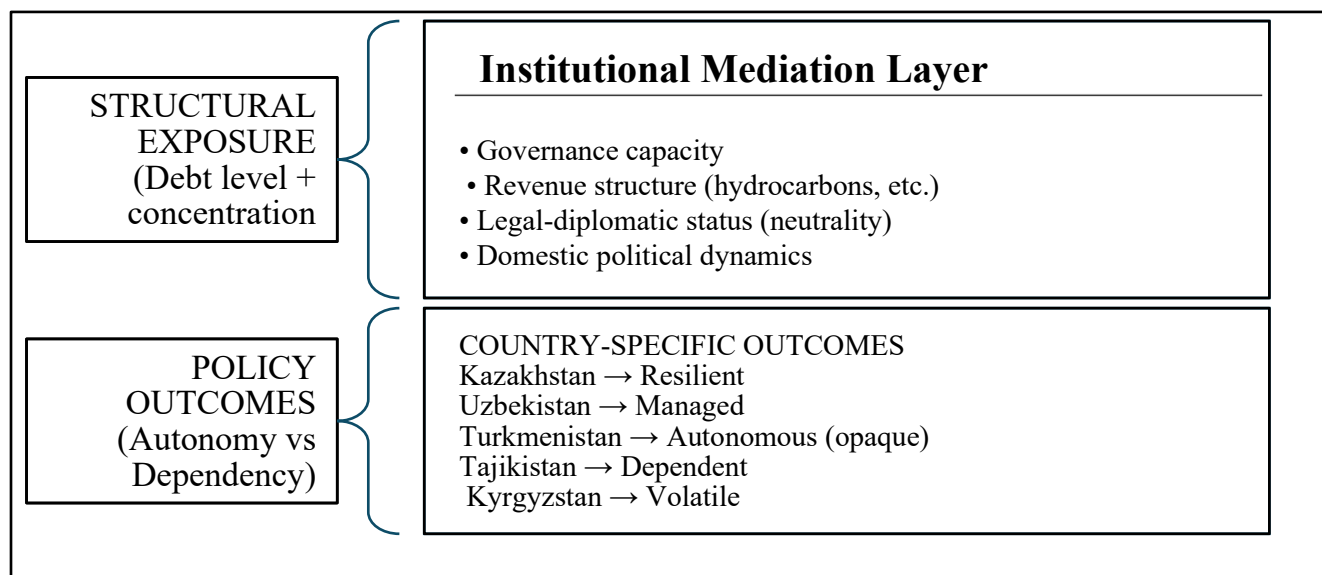 STRUCTURAL
EXPOSURE
(Debt level +
concentration
Institutional Mediation Layer
• Governance capacity
• Revenue structure (hydrocarbons, etc.)
• Legal-diplomatic status (neutrality)
• Domestic political dynamics
POLICY
OUTCOMES
(Autonomy vs
Dependency)
COUNTRY-SPECIFIC OUTCOMES
Kazakhstan → Resilient
Uzbekistan → Managed
Turkmenistan → Autonomous (opaque)
Tajikistan → Dependent
Kyrgyzstan → Volatile